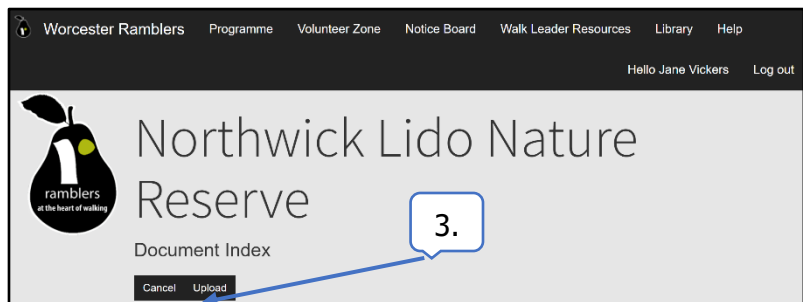 Worcester Ramblers Programme Volunteer Zone Notice Board Walk Leader Resources Library Help
Hello Jane Vickers Log out
Northwick Lido Nature
Reserve
ramblers
at the heart of walking
3.
Document Index
Cancel Upload